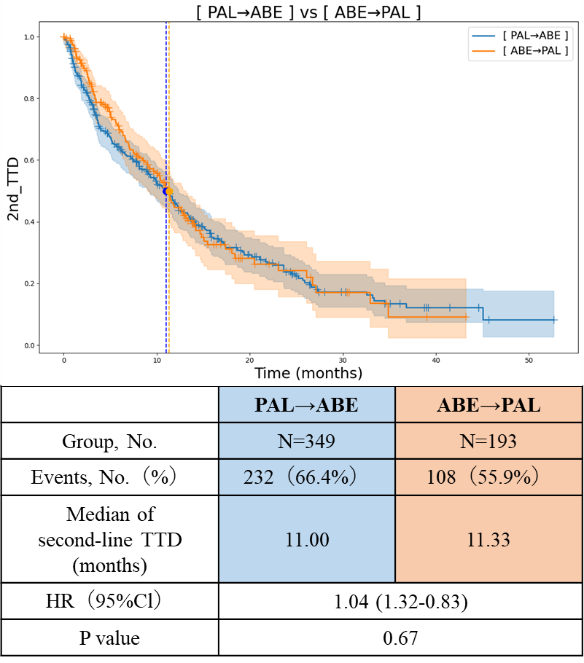 [ PAL→ABE ] vs [ ABE→PAL ]
[ PAL→ABE ]
[ ABE→PAL ]
2nd_TTD
1.0
0.8
0.6
0.4
0.2
0.0
0
10
20
30
40
50
Time (months)
PAL→ABE ABE→PAL
Group, No. N=349 N=193
Events, No.（%） 232（66.4%） 108（55.9%）
Median of
second-line TTD
(months)
11.00 11.33
HR（95%Cl） 1.04 (1.32-0.83)
P value 0.67